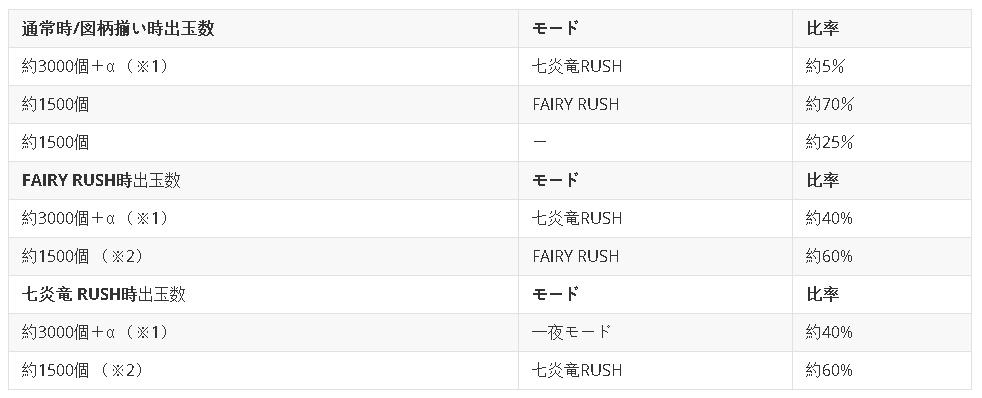 通常時/図柄揃い時出玉数 モード 比率
約3000個＋α（※1） 七炎竜RUSH 約5％
約1500個 FAIRY RUSH 約70％
約1500個 ー 約25％
FAIRY RUSH時出玉数 モード 比率
約3000個＋α（※1） 七炎竜RUSH 約40%
約1500個 （※2） FAIRY RUSH 約60%
七炎竜 RUSH時出玉数 モード 比率
約3000個＋α（※1） 一夜モード 約40%
約1500個 （※2） 七炎竜RUSH 約60%